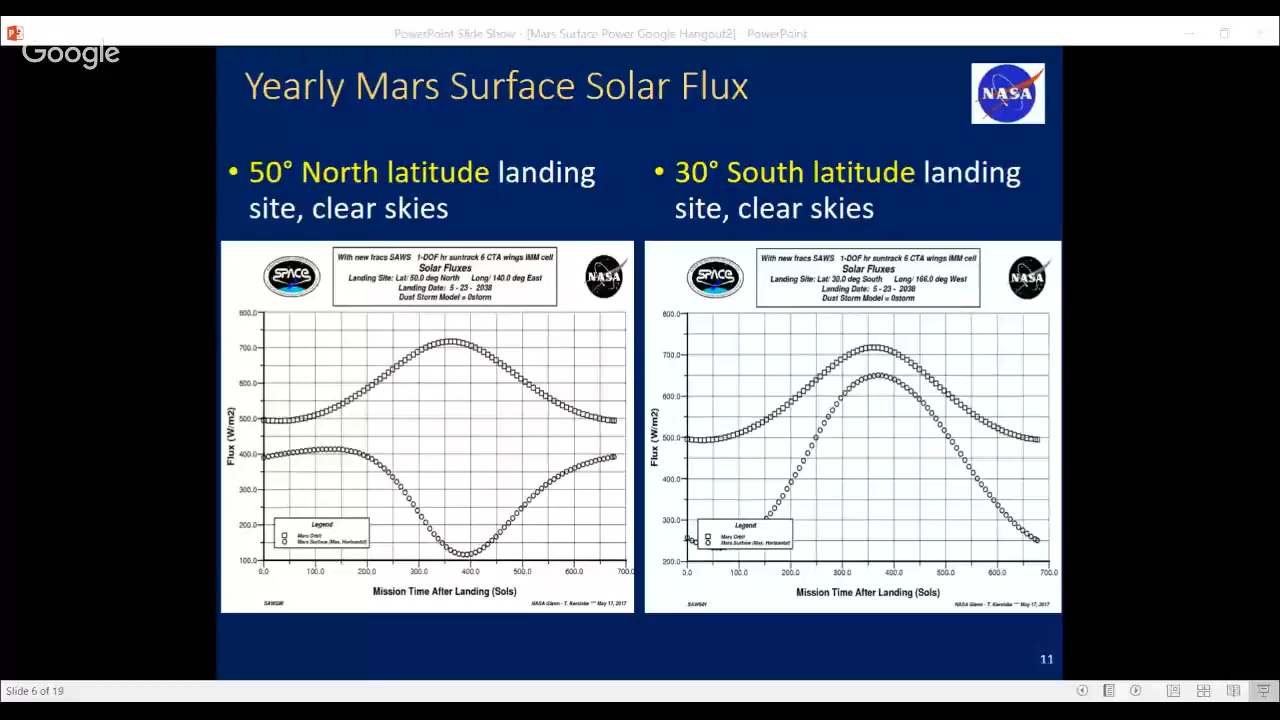 PowerPoint Slide Show - [Mars Surface Power Google Hangout2] - PowerPoint
Google
Yearly Mars Surface Solar Flux
NASA
• 50° North latitude landing
site, clear skies
• 30° South latitude landing
site, clear skies
SPACE
With new fracs SAWS 1-DOF hr suntrack 6 CTA wings IMM cell
Solar Fluxes
Landing Site: Lat/ 50.0 deg North Long/ 140.0 deg East
Landing Date: 5 - 23 - 2038
Dust Storm Model = 0storm
NASA
800.0
700.0
600.0
500.0
400.0
300.0
200.0
100.0
Flux (W/m2)
Legend
Mars Orbit
Mars Surface (Max. Horizontal)
0.0 100.0 200.0 300.0 400.0 500.0 600.0 700.0
Mission Time After Landing (Sols)
NASA Glenn - T. Kerslake *** May 17, 2017
SPACE
With new fracs SAWS 1-DOF hr suntrack 6 CTA wings IMM cell
Solar Fluxes
Landing Site: Lat/ 30.0 deg South Long/ 166.0 deg West
Landing Date: 5 - 23 - 2038
Dust Storm Model = 0storm
NASA
800.0
700.0
600.0
500.0
400.0
300.0
200.0
Flux (W/m2)
Legend
Mars Orbit
Mars Surface (Max. Horizontal)
0.0 100.0 200.0 300.0 400.0 500.0 600.0 700.0
Mission Time After Landing (Sols)
NASA Glenn - T. Kerslake *** May 17, 2017
11
Slide 6 of 19